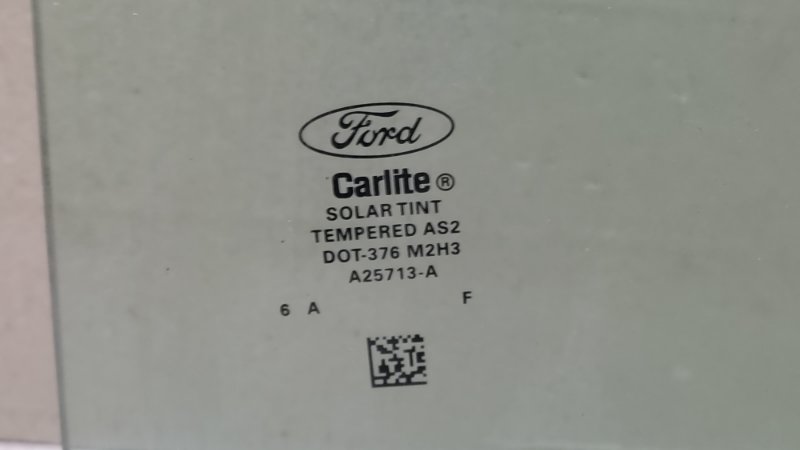 Ford
Carlite®
SOLAR TINT
TEMPERED AS2
DOT-376 M2H3
A25713-A
6 A F